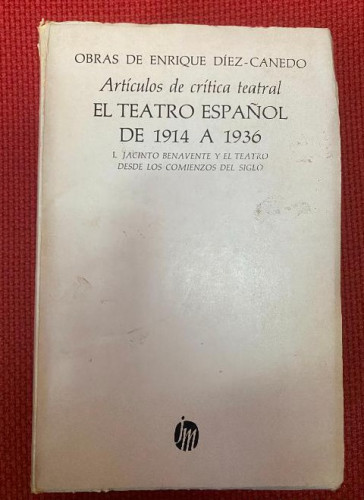 OBRAS DE ENRIQUE DÍEZ-CANEDO
Artículos de crítica teatral
EL TEATRO ESPAÑOL
DE 1914 A 1936
I. JACINTO BENAVENTE Y EL TEATRO
DESDE LOS COMIENZOS DEL SIGLO
jm